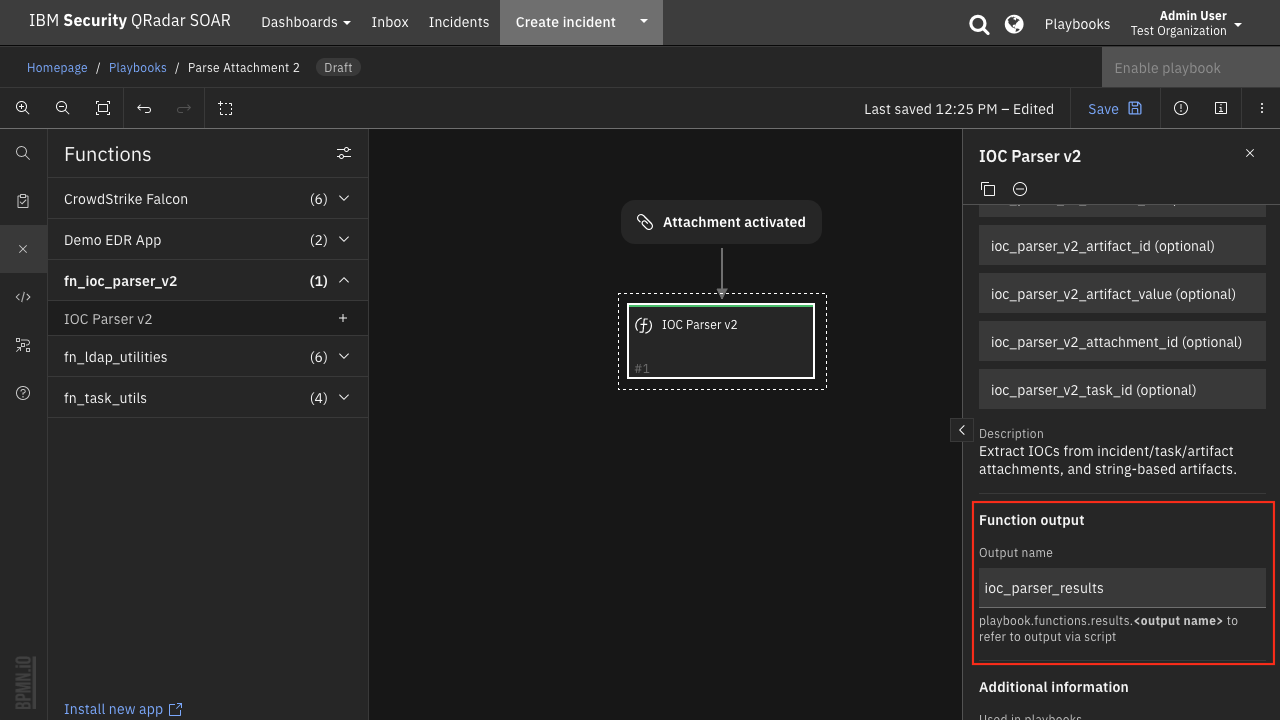 IBM Security QRadar SOAR
Dashboards
Inbox
Incidents
Create incident
Playbooks
Admin User
Test Organization
Homepage / Playbooks / Parse Attachment 2
Draft
Enable playbook
Last saved 12:25 PM – Edited
Save
Functions
CrowdStrike Falcon (6)
Demo EDR App (2)
fn_ioc_parser_v2 (1)
IOC Parser v2
fn_ldap_utilities (6)
fn_task_utils (4)
Install new app
BPMN.iO
Attachment activated
IOC Parser v2
#1
IOC Parser v2
ioc_parser_v2_artifact_id (optional)
ioc_parser_v2_artifact_value (optional)
ioc_parser_v2_attachment_id (optional)
ioc_parser_v2_task_id (optional)
Description
Extract IOCs from incident/task/artifact
attachments, and string-based artifacts.
Function output
Output name
ioc_parser_results
playbook.functions.results.<output name> to
refer to output via script
Additional information
Used in playbooks